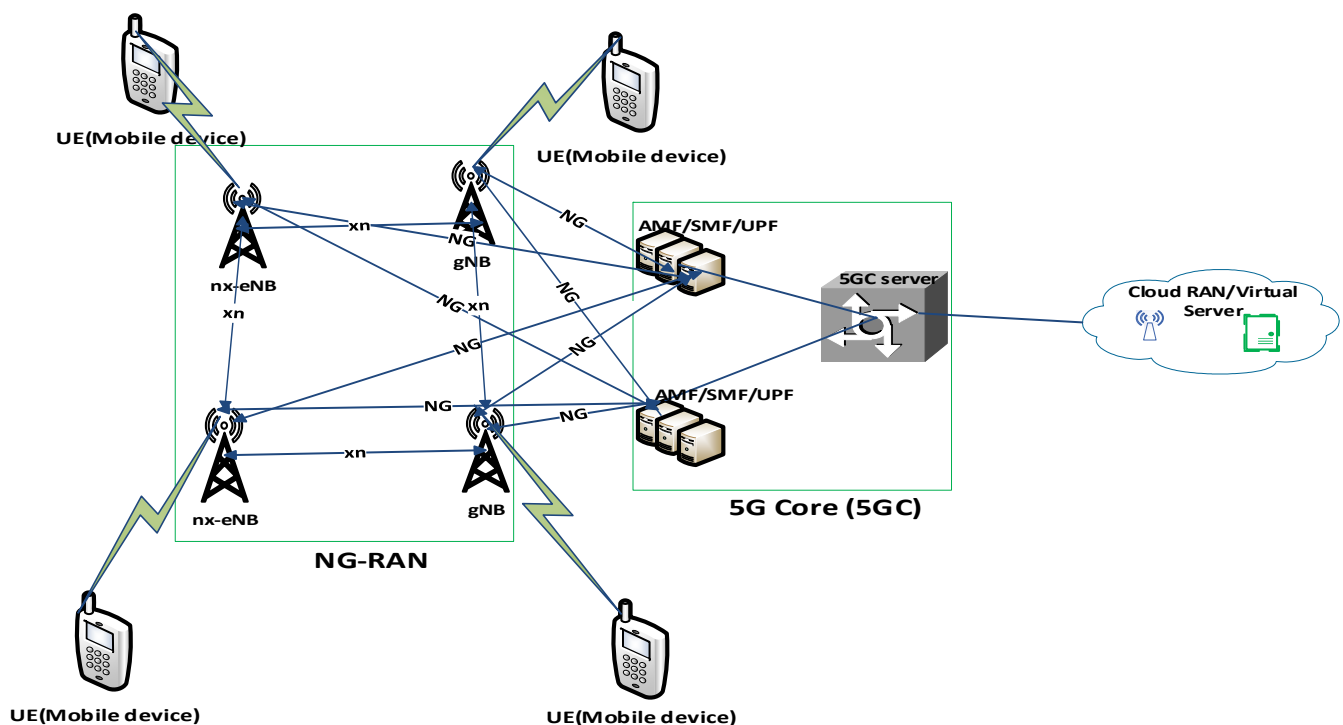 UE(Mobile device)
UE(Mobile device)
xn
NG
NG
AMF/SMF/UPF
gNB
nx-eNB
5GC server
Cloud RAN/Virtual
Server
xn
NG
xn
NG
NG
NG
NG
AMF/SMF/UPF
NG
xn
nx-eNB
gNB
5G Core (5GC)
NG-RAN
UE(Mobile device)
UE(Mobile device)